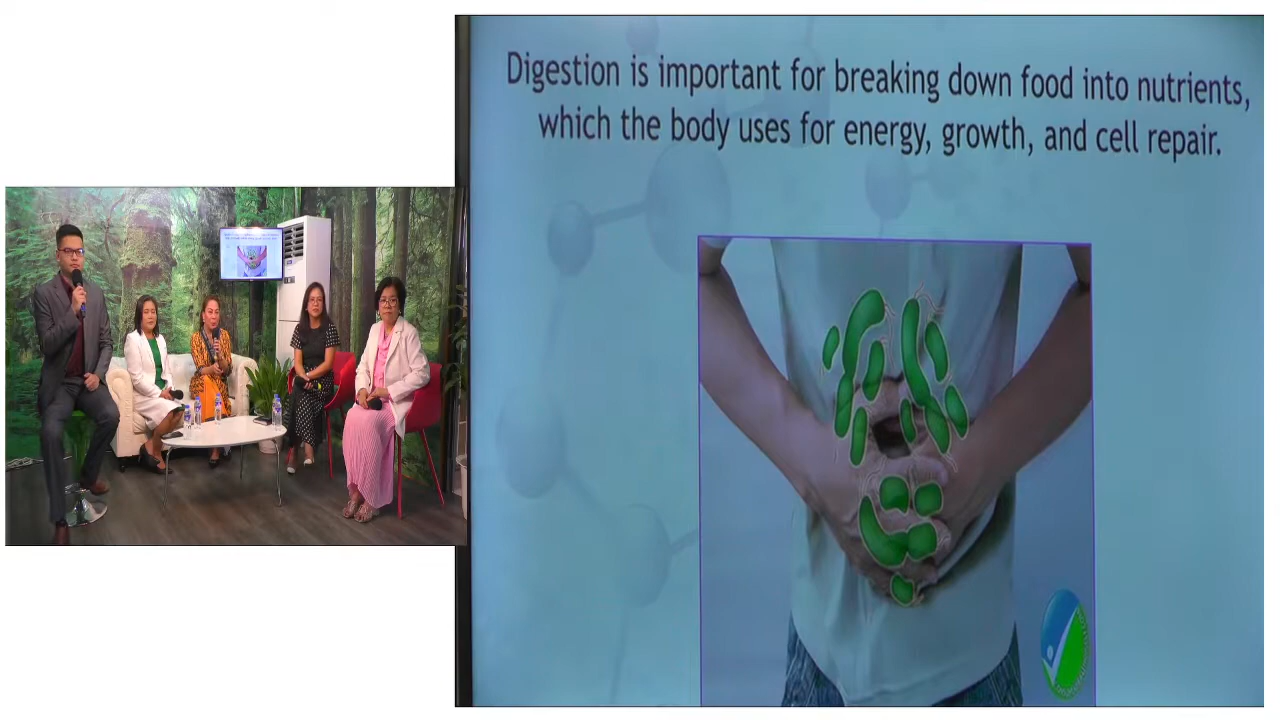 Digestion is important for breaking down food into nutrients,
which the body uses for energy, growth, and cell repair.